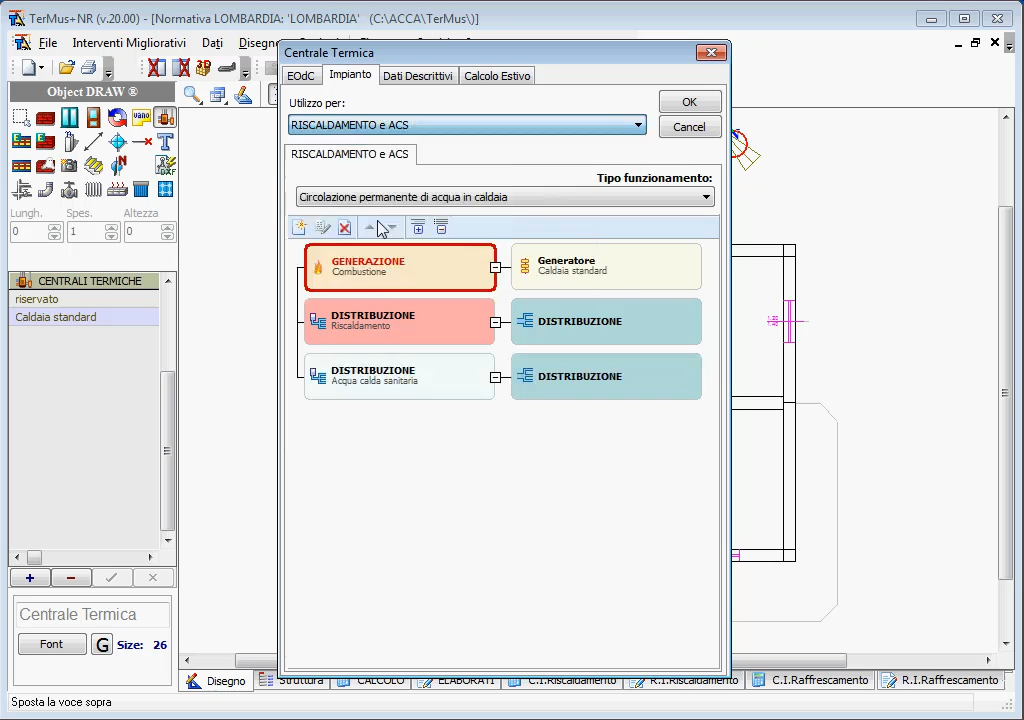 TerMus+NR (v.20.00) - [Normativa LOMBARDIA: 'LOMBARDIA' (C:\ACCA\TerMus\)]
File Interventi Migliorativi Dati Disegno
Object DRAW ®
vano
3D
DXF
Lungh. Spes. Altezza
0 1 0
CENTRALI TERMICHE
riservato
Caldaia standard
Centrale Termica
Font G Size: 26
Centrale Termica
EOdC Impianto Dati Descrittivi Calcolo Estivo
Utilizzo per:
RISCALDAMENTO e ACS
OK
Cancel
RISCALDAMENTO e ACS
Tipo funzionamento:
Circolazione permanente di acqua in caldaia
GENERAZIONE
Combustione
Generatore
Caldaia standard
DISTRIBUZIONE
Riscaldamento
DISTRIBUZIONE
DISTRIBUZIONE
Acqua calda sanitaria
DISTRIBUZIONE
Disegno Struttura CALCOLO ELABORATI C.I.Riscaldamento R.I.Riscaldamento C.I.Raffrescamento R.I.Raffrescamento
Sposta la voce sopra